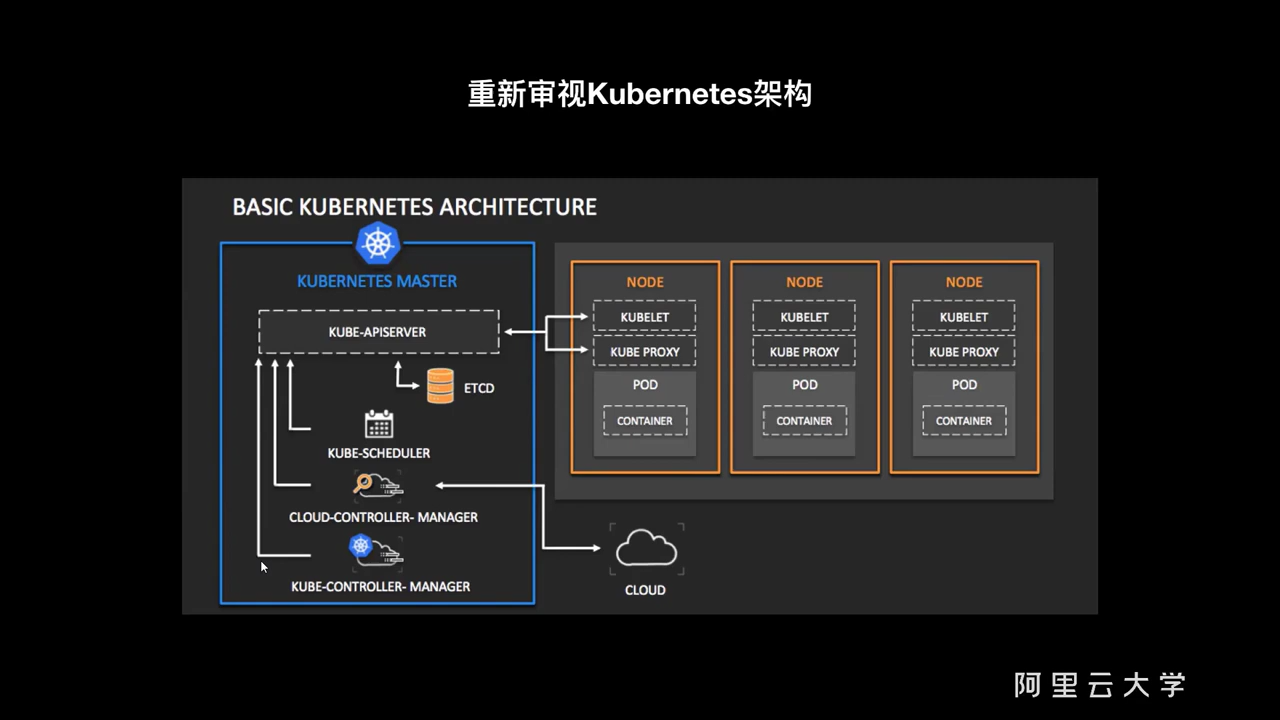 重新审视Kubernetes架构
BASIC KUBERNETES ARCHITECTURE
KUBERNETES MASTER
KUBE-APISERVER
ETCD
KUBE-SCHEDULER
CLOUD-CONTROLLER- MANAGER
KUBE-CONTROLLER- MANAGER
NODE
KUBELET
KUBE PROXY
POD
CONTAINER
NODE
KUBELET
KUBE PROXY
POD
CONTAINER
NODE
KUBELET
KUBE PROXY
POD
CONTAINER
CLOUD
阿里云大学